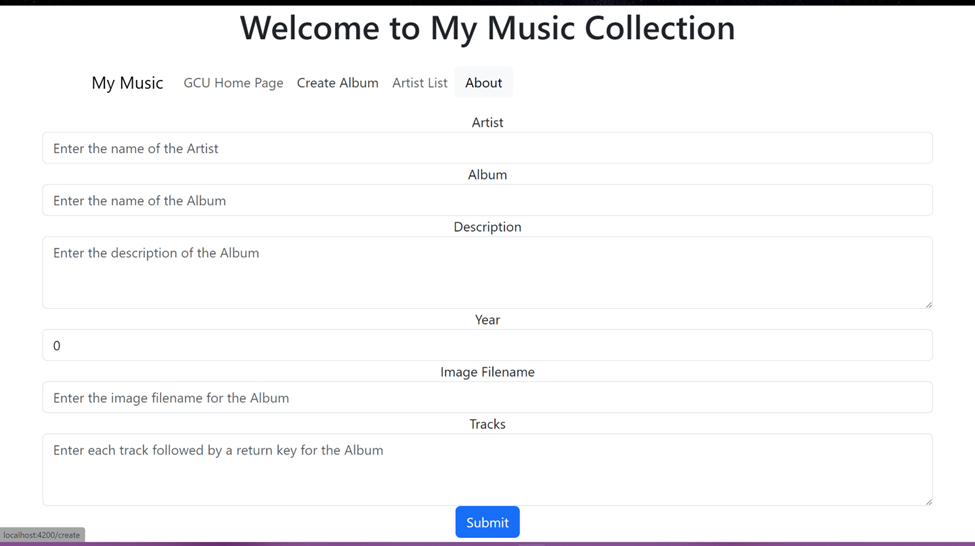 Welcome to My Music Collection
My Music GCU Home Page Create Album Artist List About
Artist
Enter the name of the Artist
Album
Enter the name of the Album
Description
Enter the description of the Album
Year
0
Image Filename
Enter the image filename for the Album
Tracks
Enter each track followed by a return key for the Album
Submit
localhost:4200/create